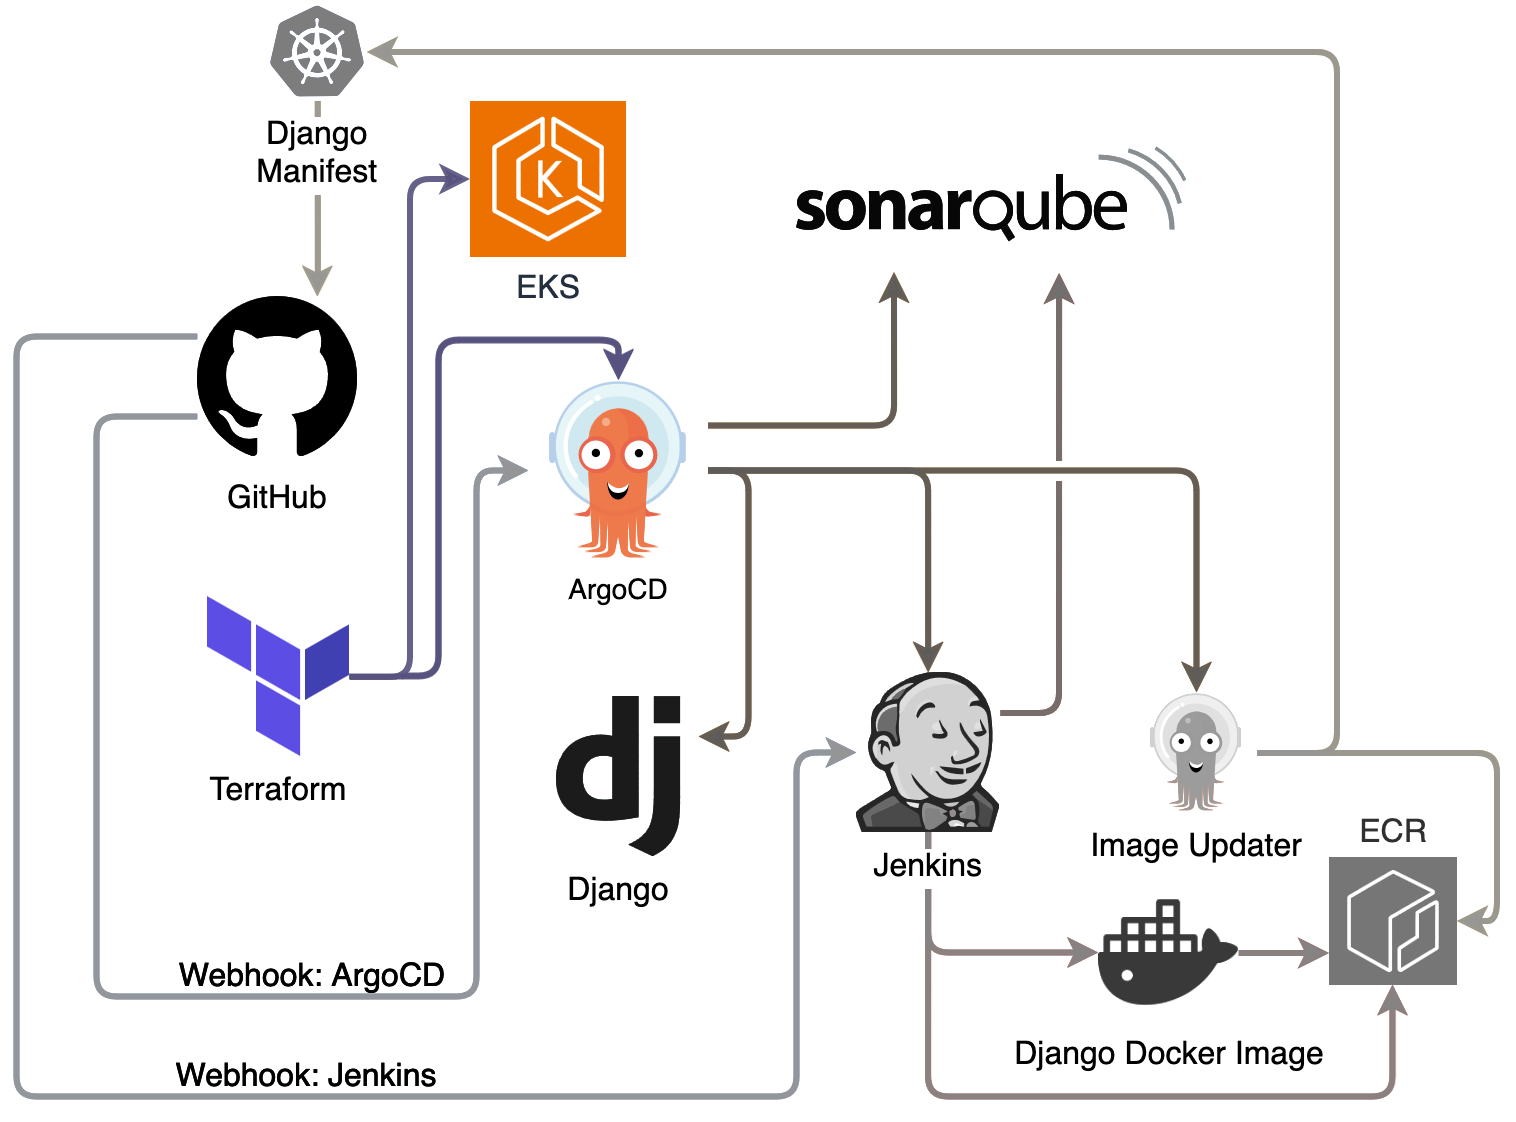 Django
Manifest
EKS
sonarqube
GitHub
ArgoCD
Terraform
dj
Django
Jenkins
Image Updater
ECR
Webhook: ArgoCD
Django Docker Image
Webhook: Jenkins